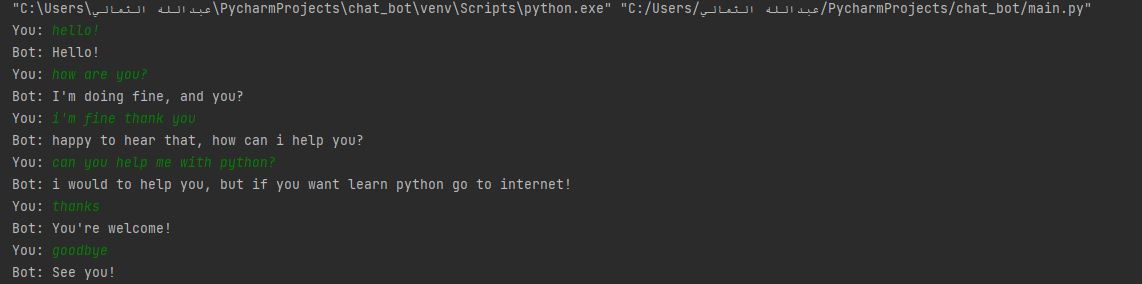 "C:\Users\عبدالله الثمالي\PycharmProjects\chat_bot\venv\Scripts\python.exe" "C:/Users/عبدالله الثمالي/PycharmProjects/chat_bot/main.py"
You: hello!
Bot: Hello!
You: how are you?
Bot: I'm doing fine, and you?
You: i'm fine thank you
Bot: happy to hear that, how can i help you?
You: can you help me with python?
Bot: i would to help you, but if you want learn python go to internet!
You: thanks
Bot: You're welcome!
You: goodbye
Bot: See you!